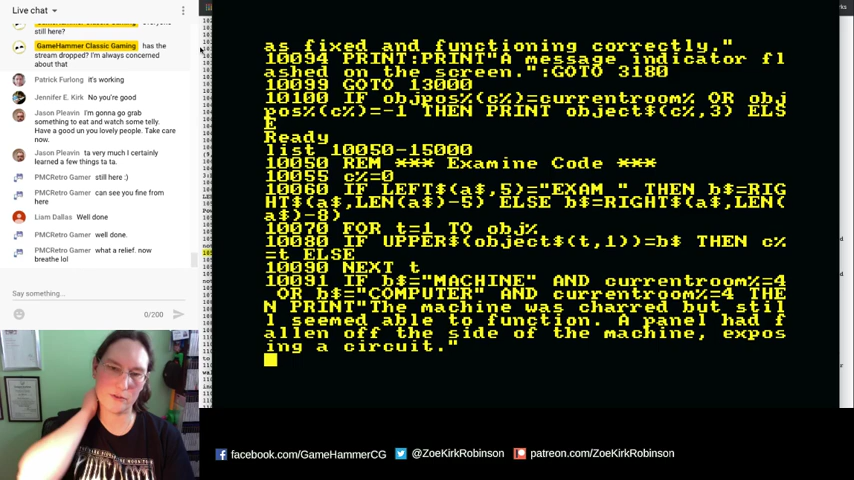 Live chat
GameHammer Classic Gaming everyone
still here?
GameHammer Classic Gaming has the
stream dropped? I'm always concerned
about that
Patrick Furlong it's working
Jennifer E. Kirk No you're good
Jason Pleavin i'm gonna go grab
something to eat and watch some telly.
Have a good un you lovely people. Take care
now.
Jason Pleavin ta very much I certainly
learned a few things ta ta.
PMCRetro Gamer still here :)
PMCRetro Gamer can see you fine from
here
Liam Dallas Well done
PMCRetro Gamer well done.
PMCRetro Gamer what a relief. now
breathe lol
Say something...
0/200
as fixed and functioning correctly."
10094 PRINT:PRINT"A message indicator fl
ashed on the screen.":GOTO 3180
10099 GOTO 13000
10100 IF objpos%(c%)=currentroom% OR obj
pos%(c%)=-1 THEN PRINT object$(c%,3) ELS
E
Ready
list 10050-15000
10050 REM *** Examine Code ***
10055 c%=0
10060 IF LEFT$(a$,5)="EXAM " THEN b$=RIG
HT$(a$,LEN(a$)-5) ELSE b$=RIGHT$(a$,LEN(
a$)-8)
10070 FOR t=1 TO obj%
10080 IF UPPER$(object$(t,1))=b$ THEN c%
=t ELSE
10090 NEXT t
10091 IF b$="MACHINE" AND currentroom%=4
 OR b$="COMPUTER" AND currentroom%=4 THE
N PRINT"The machine was charred but stil
l seemed able to function. A panel had f
allen off the side of the machine, expos
ing a circuit."
facebook.com/GameHammerCG @ZoeKirkRobinson patreon.com/ZoeKirkRobinson